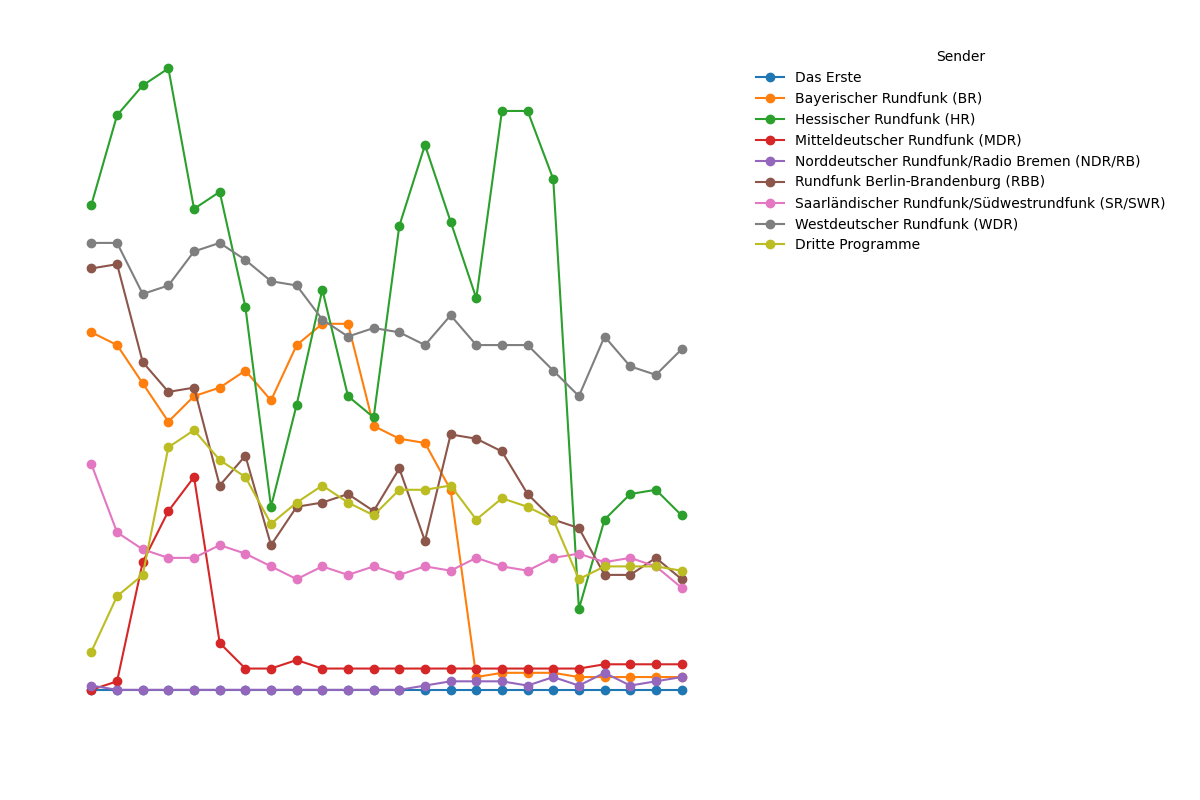 Sender
Das Erste
Bayerischer Rundfunk (BR)
Hessischer Rundfunk (HR)
Mitteldeutscher Rundfunk (MDR)
Norddeutscher Rundfunk/Radio Bremen (NDR/RB)
Rundfunk Berlin-Brandenburg (RBB)
Saarländischer Rundfunk/Südwestrundfunk (SR/SWR)
Westdeutscher Rundfunk (WDR)
Dritte Programme